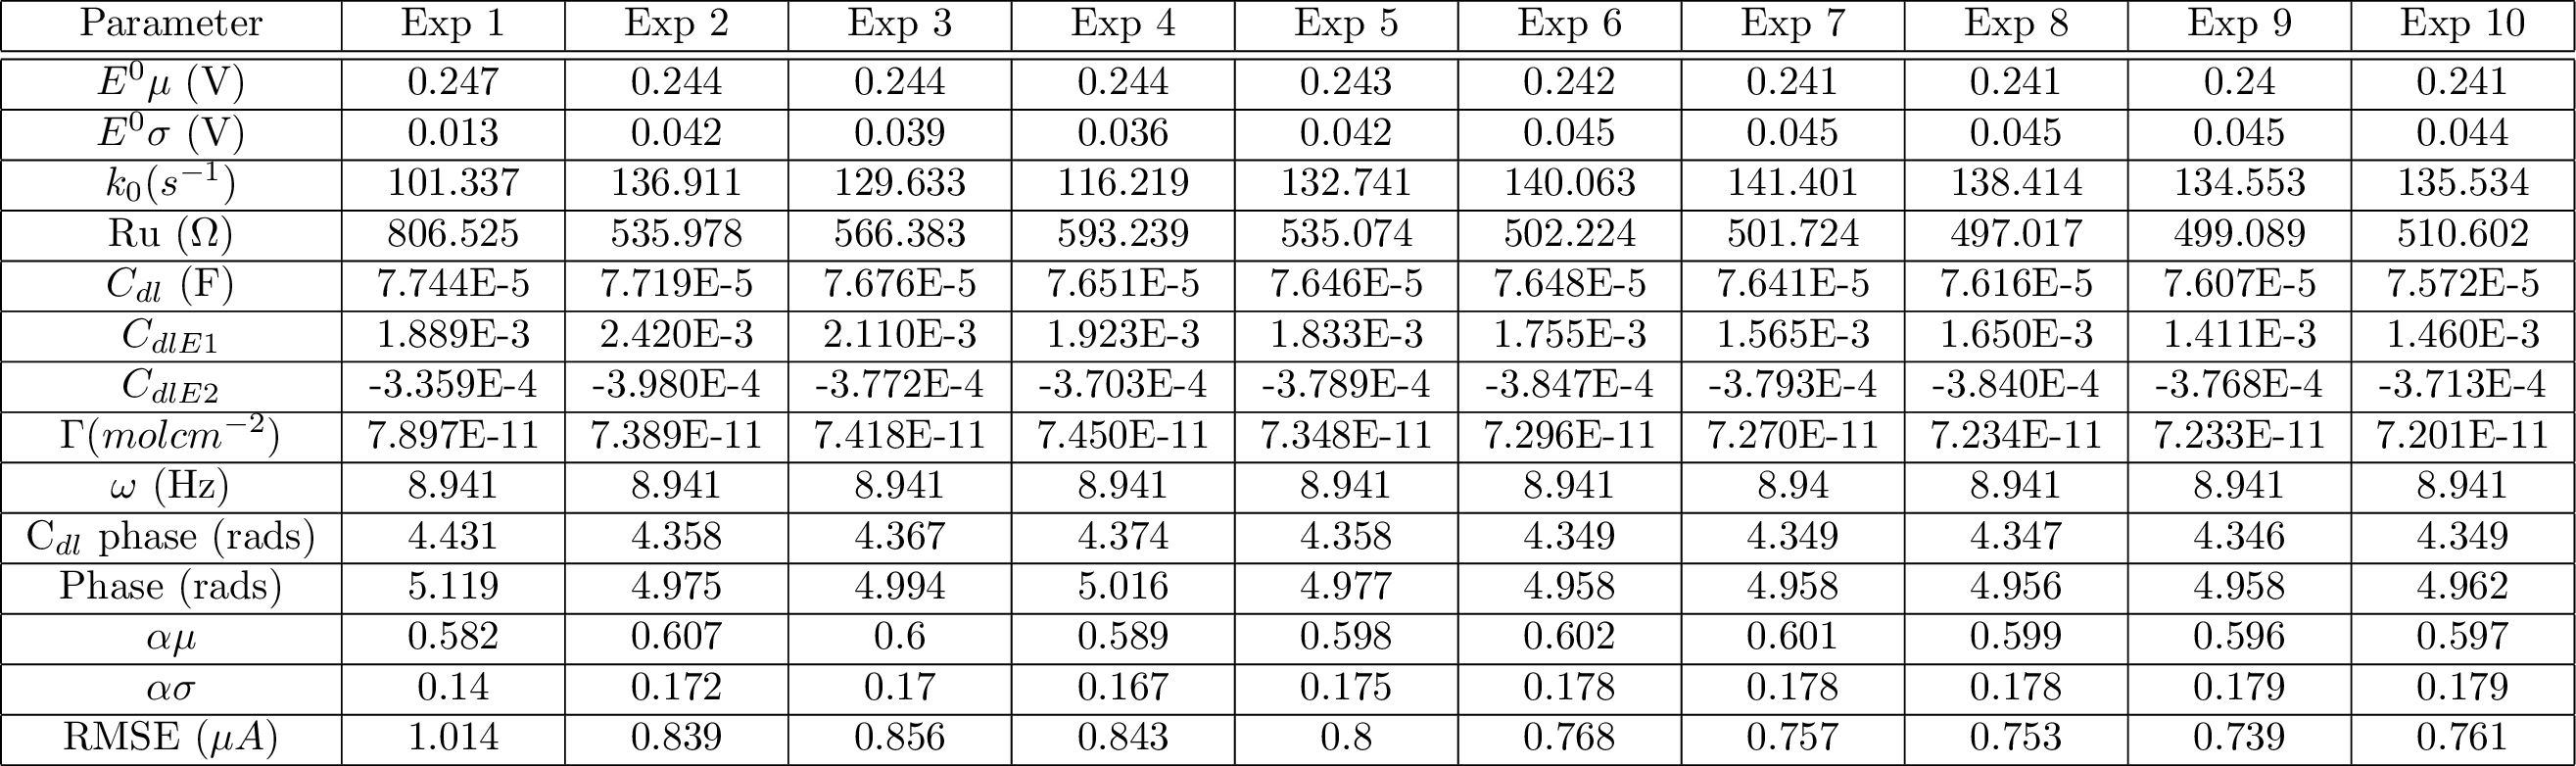 Parameter Exp 1 Exp 2 Exp 3 Exp 4 Exp 5 Exp 6 Exp 7 Exp 8 Exp 9 Exp 10
E⁰μ (V) 0.247 0.244 0.244 0.244 0.243 0.242 0.241 0.241 0.24 0.241
E⁰σ (V) 0.013 0.042 0.039 0.036 0.042 0.045 0.045 0.045 0.045 0.044
k₀(s⁻¹) 101.337 136.911 129.633 116.219 132.741 140.063 141.401 138.414 134.553 135.534
Ru (Ω) 806.525 535.978 566.383 593.239 535.074 502.224 501.724 497.017 499.089 510.602
C_{dl} (F) 7.744E-5 7.719E-5 7.676E-5 7.651E-5 7.646E-5 7.648E-5 7.641E-5 7.616E-5 7.607E-5 7.572E-5
C_{dlE1} 1.889E-3 2.420E-3 2.110E-3 1.923E-3 1.833E-3 1.755E-3 1.565E-3 1.650E-3 1.411E-3 1.460E-3
C_{dlE2} -3.359E-4 -3.980E-4 -3.772E-4 -3.703E-4 -3.789E-4 -3.847E-4 -3.793E-4 -3.840E-4 -3.768E-4 -3.713E-4
Γ(molcm⁻²) 7.897E-11 7.389E-11 7.418E-11 7.450E-11 7.348E-11 7.296E-11 7.270E-11 7.234E-11 7.233E-11 7.201E-11
ω (Hz) 8.941 8.941 8.941 8.941 8.941 8.941 8.94 8.941 8.941 8.941
C_{dl} phase (rads) 4.431 4.358 4.367 4.374 4.358 4.349 4.349 4.347 4.346 4.349
Phase (rads) 5.119 4.975 4.994 5.016 4.977 4.958 4.958 4.956 4.958 4.962
αμ 0.582 0.607 0.6 0.589 0.598 0.602 0.601 0.599 0.596 0.597
ασ 0.14 0.172 0.17 0.167 0.175 0.178 0.178 0.178 0.179 0.179
RMSE (μA) 1.014 0.839 0.856 0.843 0.8 0.768 0.757 0.753 0.739 0.761